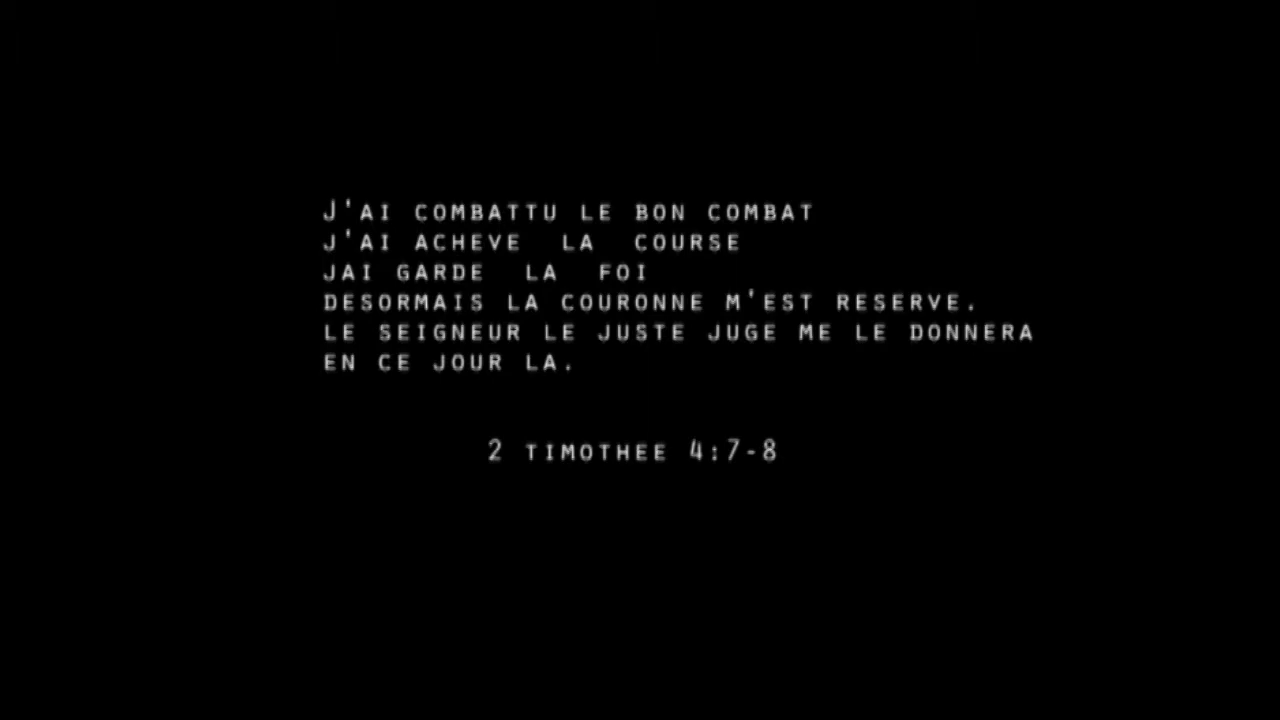 J'AI COMBATTU LE BON COMBAT
J'AI ACHEVE LA COURSE
JAI GARDE LA FOI
DESORMAIS LA COURONNE M'EST RESERVE.
LE SEIGNEUR LE JUSTE JUGE ME LE DONNERA
EN CE JOUR LA.
2 TIMOTHEE 4:7-8